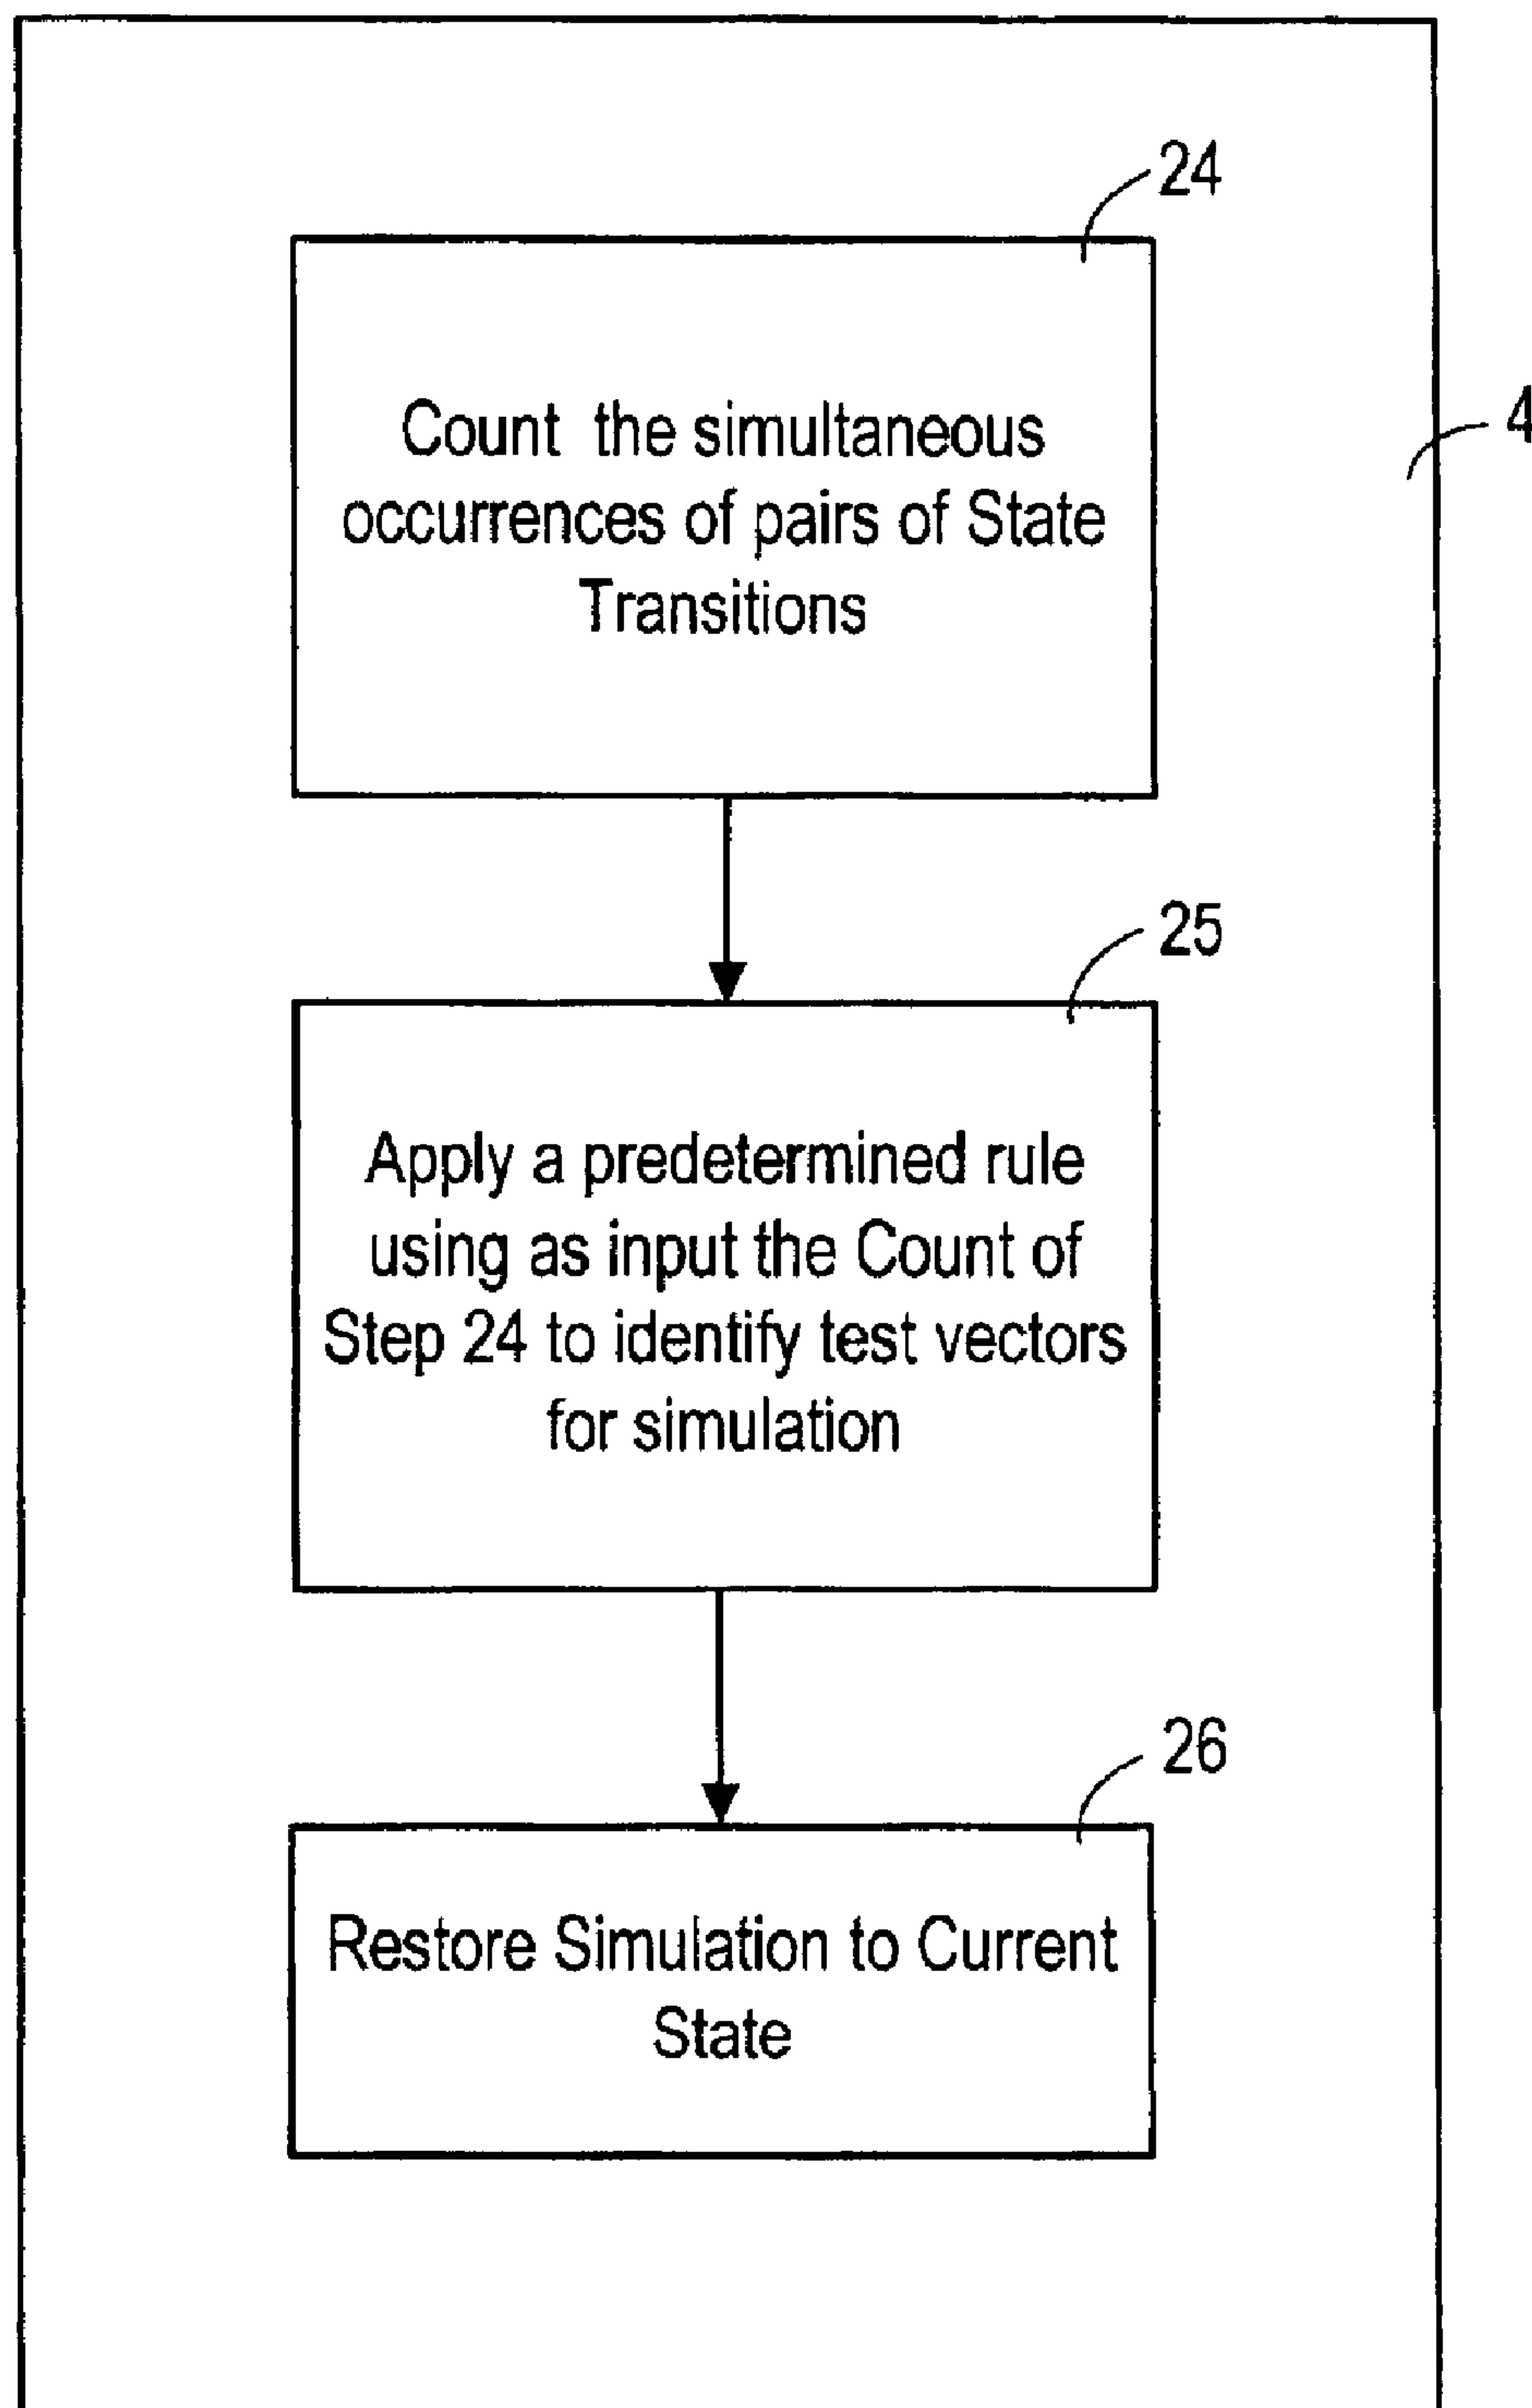 24
Count the simultaneous
occurrences of pairs of State
Transitions
4
25
Apply a predetermined rule
using as input the Count of
Step 24 to identify test vectors
for simulation
26
Restore Simulation to Current
State